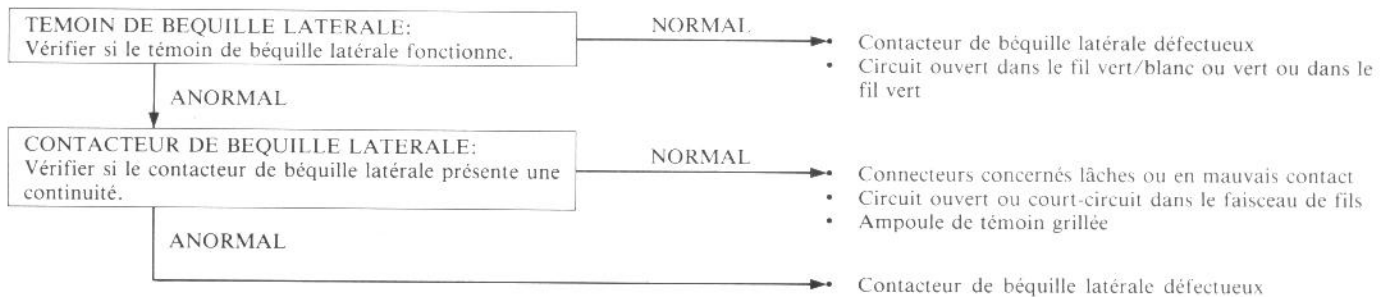 TEMOIN DE BEQUILLE LATERALE:
Vérifier si le témoin de béquille latérale fonctionne.
NORMAL
• Contacteur de béquille latérale défectueux
• Circuit ouvert dans le fil vert/blanc ou vert ou dans le
fil vert
ANORMAL
CONTACTEUR DE BEQUILLE LATERALE:
Vérifier si le contacteur de béquille latérale présente une
continuité.
NORMAL
• Connecteurs concernés lâches ou en mauvais contact
• Circuit ouvert ou court-circuit dans le faisceau de fils
• Ampoule de témoin grillée
ANORMAL
• Contacteur de béquille latérale défectueux